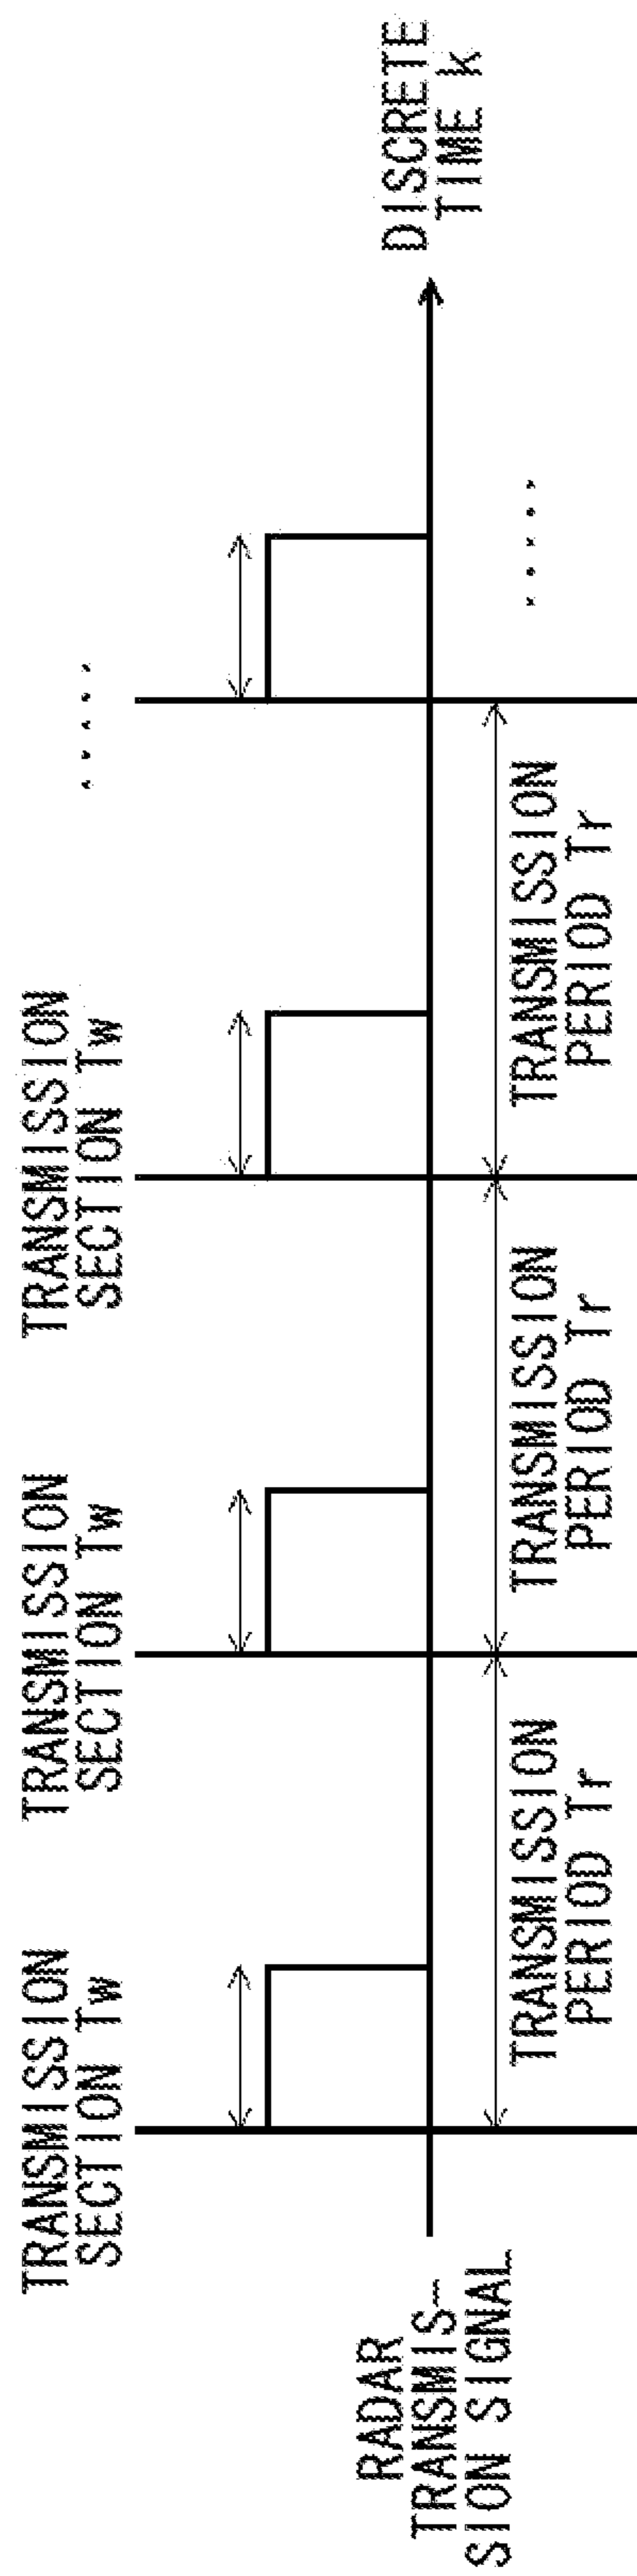 TRANSMISSION
SECTION Tw
TRANSMISSION
SECTION Tw
TRANSMISSION
SECTION Tw
.....
RADAR
TRANSMIS-
SION SIGNAL
DISCRETE
TIME k
TRANSMISSION
PERIOD Tr
TRANSMISSION
PERIOD Tr
TRANSMISSION
PERIOD Tr
.....